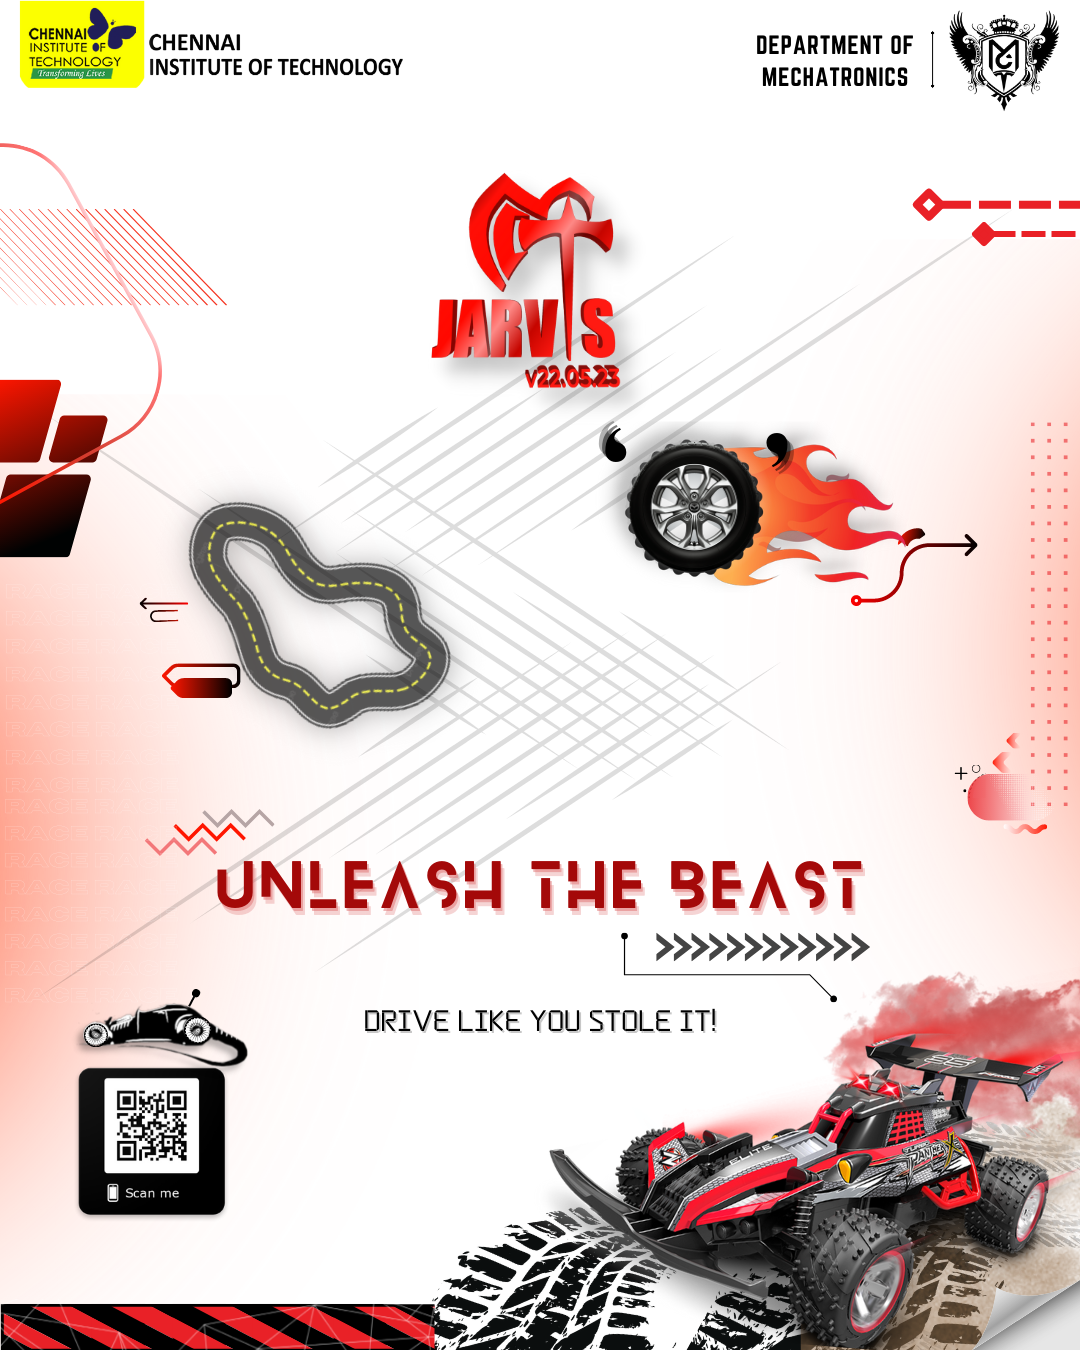 CHENNAI
INSTITUTE OF
TECHNOLOGY
Transforming Lives
CHENNAI
INSTITUTE OF TECHNOLOGY
DEPARTMENT OF
MECHATRONICS
JARVIS
v22.05.23
UNLEASH THE BEAST
DRIVE LIKE YOU STOLE IT!
Scan me
ELITE